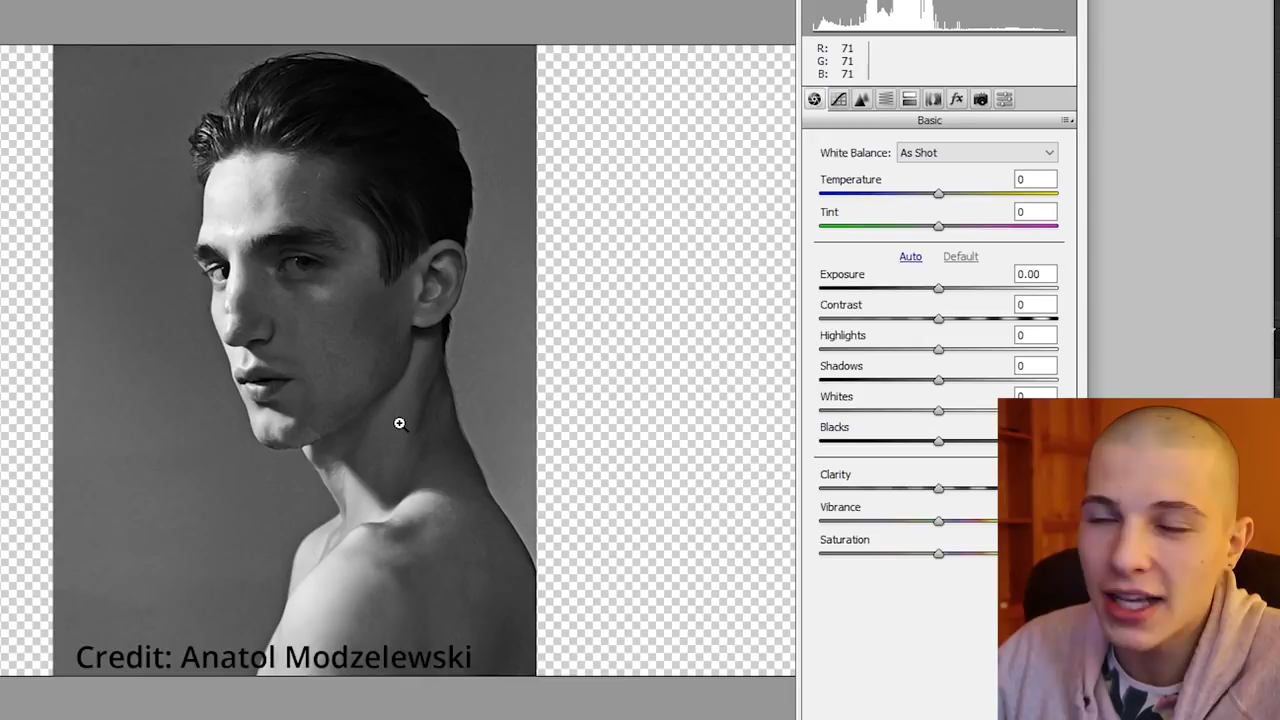 R: 71
G: 71
B: 71
fx
Basic
White Balance: As Shot
Temperature 0
Tint 0
Auto Default
Exposure 0.00
Contrast 0
Highlights 0
Shadows 0
Whites
Blacks
Clarity
Vibrance
Saturation
Credit: Anatol Modzelewski